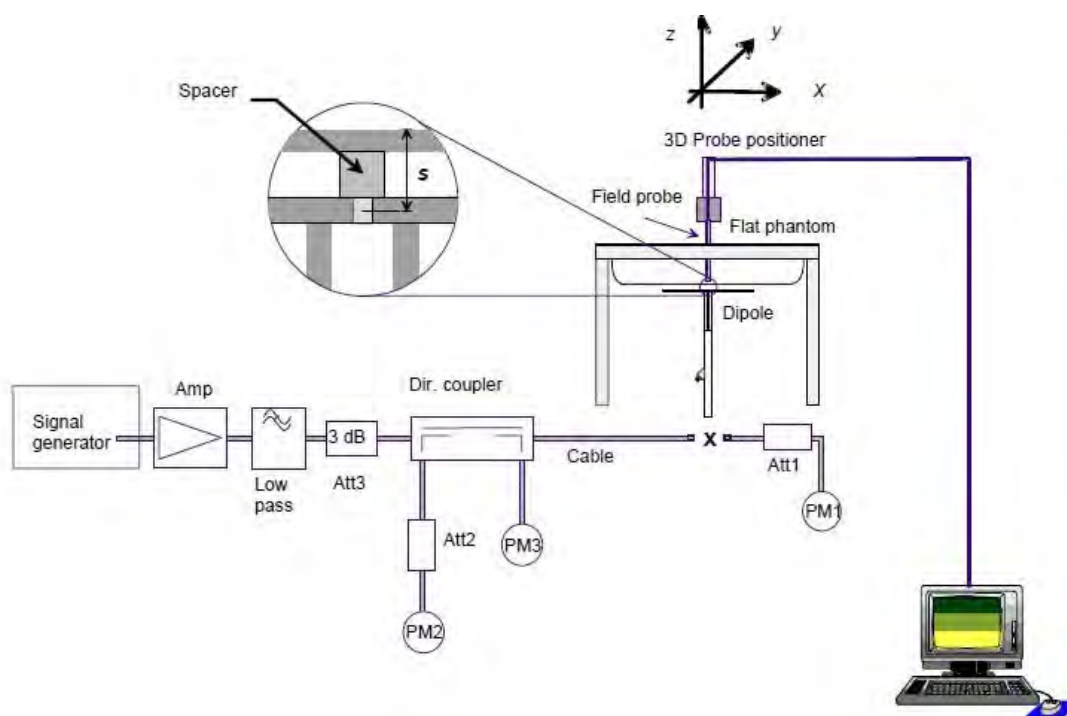 z
y
x
Spacer
s
3D Probe positioner
Field probe
Flat phantom
Dipole
Signal
generator
Amp
Low
pass
3 dB
Att3
Dir. coupler
Att2
PM2
PM3
Cable
x
Att1
PM1